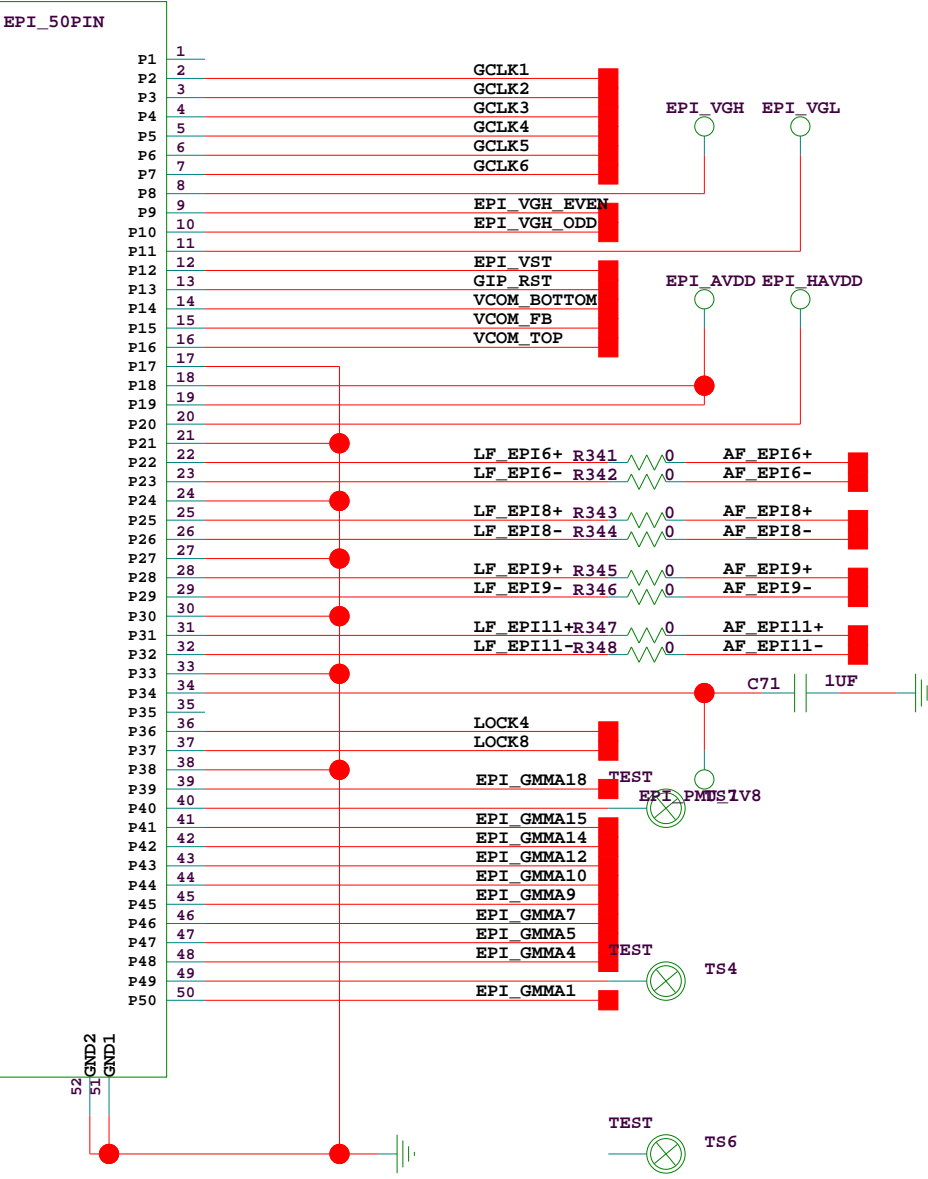 EPI_50PIN
P1 1
P2 2 GCLK1
P3 3 GCLK2
P4 4 GCLK3
P5 5 GCLK4
P6 6 GCLK5
P7 7 GCLK6
EPI_VGH EPI_VGL
P8 8
P9 9 EPI_VGH_EVEN
P10 10 EPI_VGH_ODD
P11 11
P12 12 EPI_VST
P13 13 GIP_RST
EPI_AVDD EPI_HAVDD
P14 14 VCOM_BOTTOM
P15 15 VCOM_FB
P16 16 VCOM_TOP
P17 17
P18 18
P19 19
P20 20
P21 21
P22 22 LF_EPI6+ R341 0 AF_EPI6+
P23 23 LF_EPI6- R342 0 AF_EPI6-
P24 24
P25 25 LF_EPI8+ R343 0 AF_EPI8+
P26 26 LF_EPI8- R344 0 AF_EPI8-
P27 27
P28 28 LF_EPI9+ R345 0 AF_EPI9+
P29 29 LF_EPI9- R346 0 AF_EPI9-
P30 30
P31 31 LF_EPI11+ R347 0 AF_EPI11+
P32 32 LF_EPI11- R348 0 AF_EPI11-
P33 33
P34 34 C71 1UF
P35 35
P36 36 LOCK4
P37 37 LOCK8
P38 38
P39 39 EPI_GMMA18 TEST
P40 40
P41 41 EPI_GMMA15
P42 42 EPI_GMMA14
P43 43 EPI_GMMA12
P44 44 EPI_GMMA10
P45 45 EPI_GMMA9
P46 46 EPI_GMMA7
P47 47 EPI_GMMA5
P48 48 EPI_GMMA4 TEST
P49 49 TS4
P50 50 EPI_GMMA1
52 GND2
51 GND1
TEST
TS6